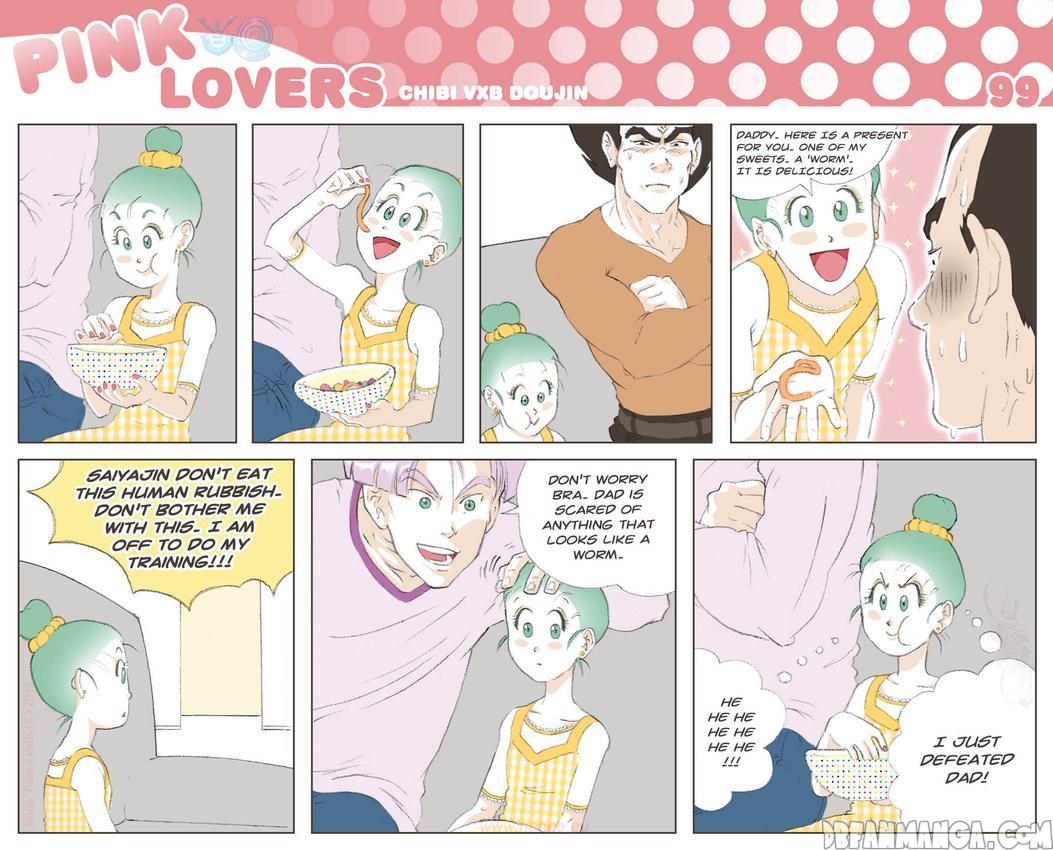 PINK
LOVERS
CHIBI VXB DOUJIN
99
DADDY. HERE IS A PRESENT
FOR YOU. ONE OF MY
SWEETS. A 'WORM'.
IT IS DELICIOUS!
SAIYAJIN DON'T EAT
THIS HUMAN RUBBISH.
DON'T BOTHER ME
WITH THIS. I AM
OFF TO DO MY
TRAINING!!!
DON'T WORRY
BRA. DAD IS
SCARED OF
ANYTHING THAT
LOOKS LIKE A
WORM.
HE
HE HE
HE HE
HE HE
!!!
I JUST
DEFEATED
DAD!
DBFANMANGA.COM